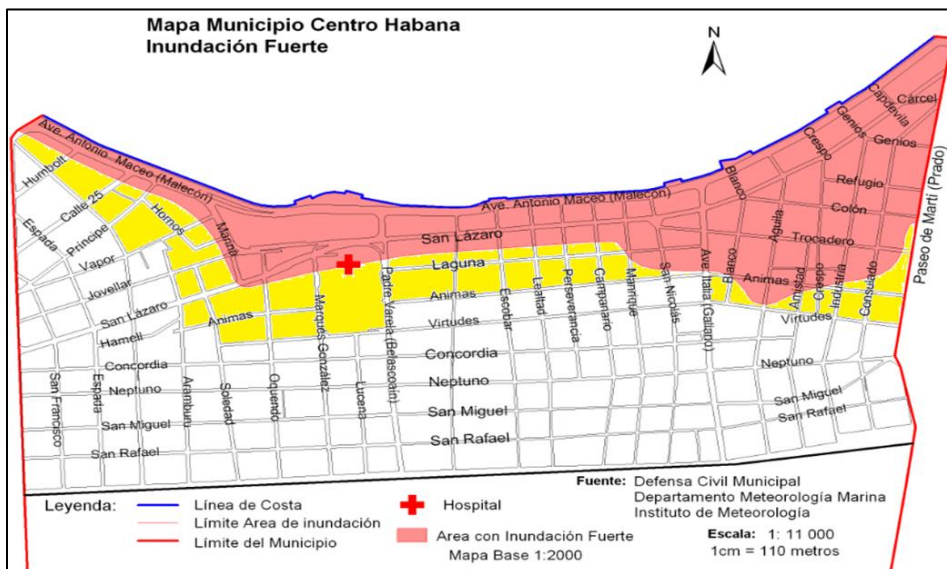 Mapa Municipio Centro Habana
Inundación Fuerte
N
Ave. Antonio Maceo (Malecón)
Humbolt
Calle 25
Espada
Príncipe
Hornos
Vapor
Marina
Jovellar
San Lázaro
Hamell
Animas
Concordia
Neptuno
San Miguel
San Rafael
San Francisco
Espada
Aramburu
Soledad
Oquendo
Marqués González
Lucena
Padre Varela (Belascoaín)
Ave. Antonio Maceo (Malecón)
San Lázaro
Laguna
Animas
Virtudes
Concordia
Neptuno
San Miguel
San Rafael
Escobar
Lealtad
Perseverancia
Campanario
Manrique
San Nicolás
Ave. Italia (Galiano)
Blanco
Blanco
Aguila
Crespo
Genios
Capdevila
Cárcel
Genios
Refugio
Colón
Trocadero
Animas
Amistad
Crespo
Industria
Consulado
Virtudes
Neptuno
San Miguel
San Rafael
Paseo de Martí (Prado)
Leyenda:
Línea de Costa
Límite Area de inundación
Límite del Municipio
Hospital
Area con Inundación Fuerte
Mapa Base 1:2000
Fuente: Defensa Civil Municipal
Departamento Meteorología Marina
Instituto de Meteorología
Escala: 1: 11 000
1cm = 110 metros